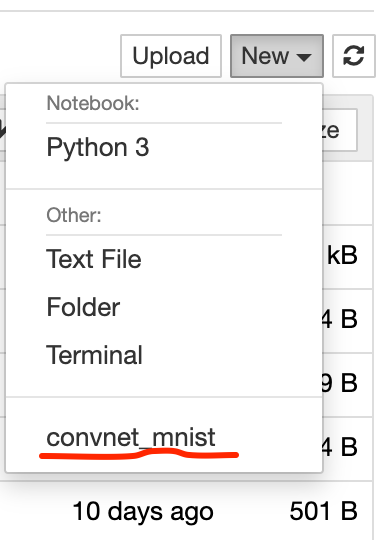 Upload New
Notebook:
Python 3
ze
Other:
Text File
kB
Folder
4 B
Terminal
9 B
convnet_mnist
4 B
10 days ago 501 B